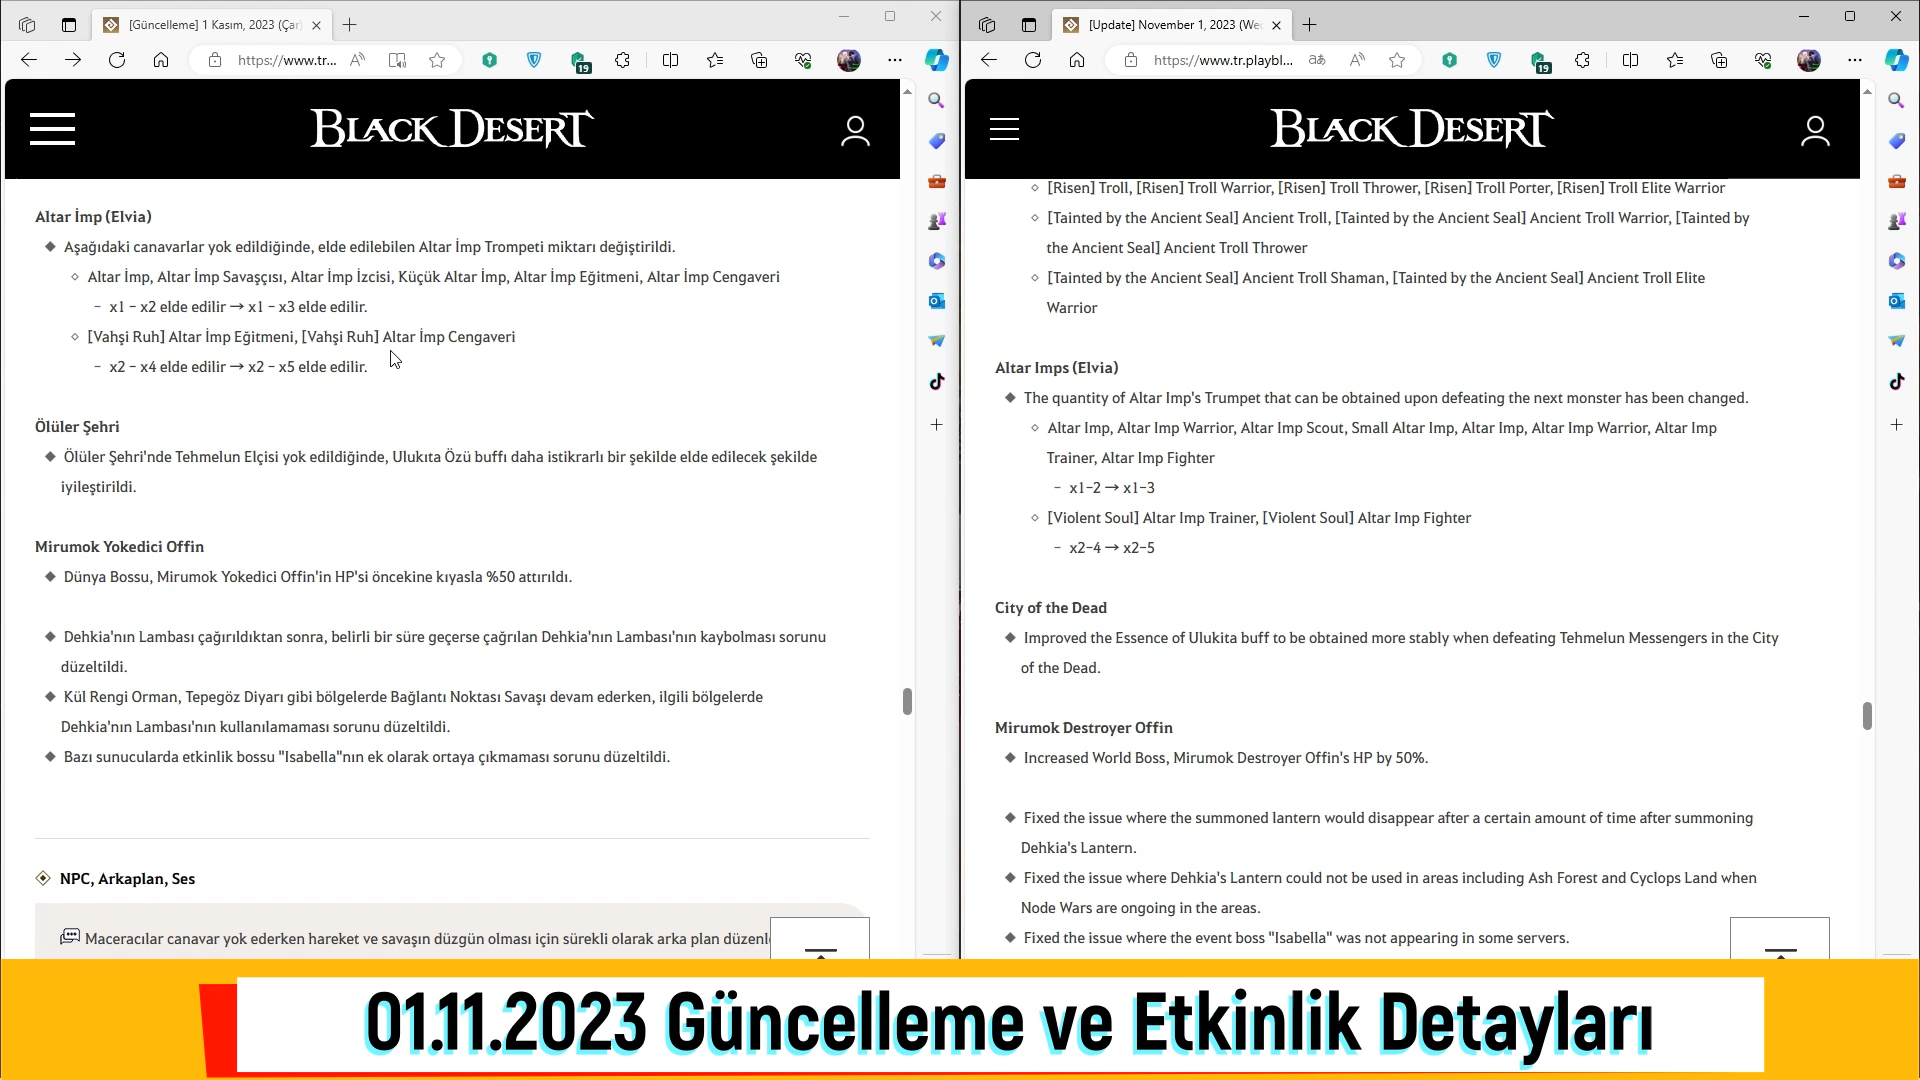 [Güncelleme] 1 Kasım, 2023 (Çar
https://www.tr...
19
BLACK DESERT
Altar İmp (Elvia)
Aşağıdaki canavarlar yok edildiğinde, elde edilebilen Altar İmp Trompeti miktarı değiştirildi.
Altar İmp, Altar İmp Savaşçısı, Altar İmp İzcisi, Küçük Altar İmp, Altar İmp Eğitmeni, Altar İmp Cengaveri
- x1 - x2 elde edilir → x1 - x3 elde edilir.
[Vahşi Ruh] Altar İmp Eğitmeni, [Vahşi Ruh] Altar İmp Cengaveri
- x2 - x4 elde edilir → x2 - x5 elde edilir.
Ölüler Şehri
Ölüler Şehri'nde Tehmelun Elçisi yok edildiğinde, Ulukıta Özü buffı daha istikrarlı bir şekilde elde edilecek şekilde
iyileştirildi.
Mirumok Yokedici Offin
Dünya Bossu, Mirumok Yokedici Offin'in HP'si öncekine kıyasla %50 attırıldı.
Dehkia'nın Lambası çağırıldıktan sonra, belirli bir süre geçerse çağrılan Dehkia'nın Lambası'nın kaybolması sorunu
düzeltildi.
Kül Rengi Orman, Tepegöz Diyarı gibi bölgelerde Bağlantı Noktası Savaşı devam ederken, ilgili bölgelerde
Dehkia'nın Lambası'nın kullanılamaması sorunu düzeltildi.
Bazı sunucularda etkinlik bossu "Isabella"nın ek olarak ortaya çıkmaması sorunu düzeltildi.
NPC, Arkaplan, Ses
Maceracılar canavar yok ederken hareket ve savaşın düzgün olması için sürekli olarak arka plan düzenl
[Update] November 1, 2023 (Wed
https://www.tr.playbl...
aあ
19
BLACK DESERT
[Risen] Troll, [Risen] Troll Warrior, [Risen] Troll Thrower, [Risen] Troll Porter, [Risen] Troll Elite Warrior
[Tainted by the Ancient Seal] Ancient Troll, [Tainted by the Ancient Seal] Ancient Troll Warrior, [Tainted by
the Ancient Seal] Ancient Troll Thrower
[Tainted by the Ancient Seal] Ancient Troll Shaman, [Tainted by the Ancient Seal] Ancient Troll Elite
Warrior
Altar Imps (Elvia)
The quantity of Altar Imp's Trumpet that can be obtained upon defeating the next monster has been changed.
Altar Imp, Altar Imp Warrior, Altar Imp Scout, Small Altar Imp, Altar Imp, Altar Imp Warrior, Altar Imp
Trainer, Altar Imp Fighter
- x1-2 → x1-3
[Violent Soul] Altar Imp Trainer, [Violent Soul] Altar Imp Fighter
- x2-4 → x2-5
City of the Dead
Improved the Essence of Ulukita buff to be obtained more stably when defeating Tehmelun Messengers in the City
of the Dead.
Mirumok Destroyer Offin
Increased World Boss, Mirumok Destroyer Offin's HP by 50%.
Fixed the issue where the summoned lantern would disappear after a certain amount of time after summoning
Dehkia's Lantern.
Fixed the issue where Dehkia's Lantern could not be used in areas including Ash Forest and Cyclops Land when
Node Wars are ongoing in the areas.
Fixed the issue where the event boss "Isabella" was not appearing in some servers.
01.11.2023 Güncelleme ve Etkinlik Detayları